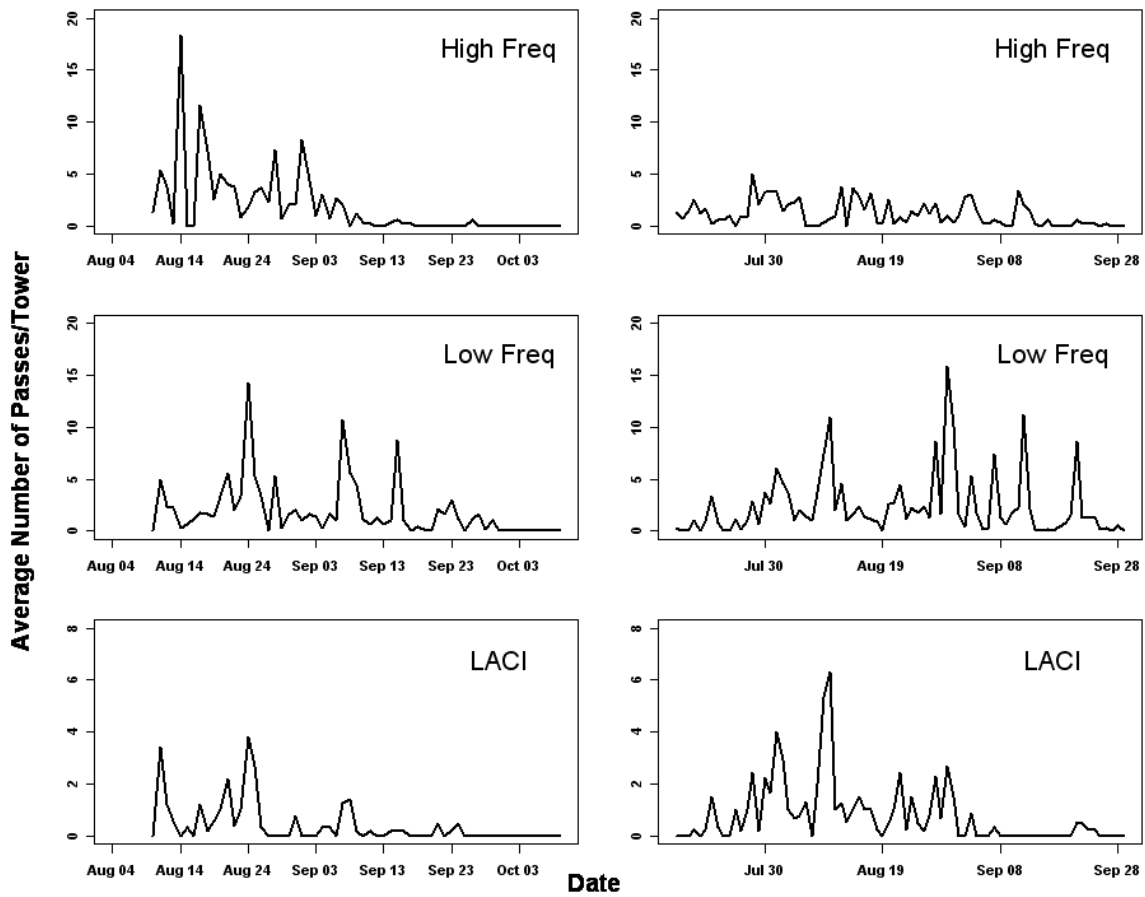 High Freq
20
15
10
5
0
Aug 04 Aug 14 Aug 24 Sep 03 Sep 13 Sep 23 Oct 03
High Freq
20
15
10
5
0
Jul 30 Aug 19 Sep 08 Sep 28
Low Freq
20
15
10
5
0
Aug 04 Aug 14 Aug 24 Sep 03 Sep 13 Sep 23 Oct 03
Low Freq
20
15
10
5
0
Jul 30 Aug 19 Sep 08 Sep 28
LACI
8
6
4
2
0
Aug 04 Aug 14 Aug 24 Sep 03 Sep 13 Sep 23 Oct 03
LACI
8
6
4
2
0
Jul 30 Aug 19 Sep 08 Sep 28
Average Number of Passes/Tower
Date